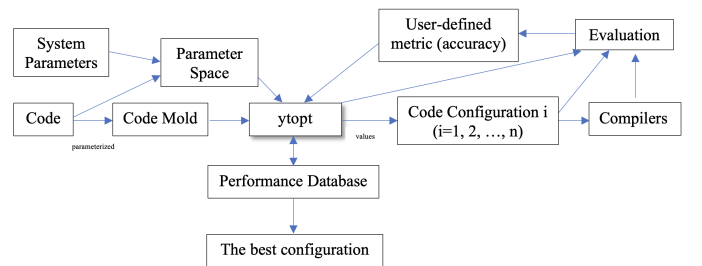 User-defined
metric (accuracy)
Evaluation
System
Parameters
Parameter
Space
Code
Code Mold
ytopt
Code Configuration i
(i=1, 2, …, n)
Compilers
parameterized
values
Performance Database
The best configuration